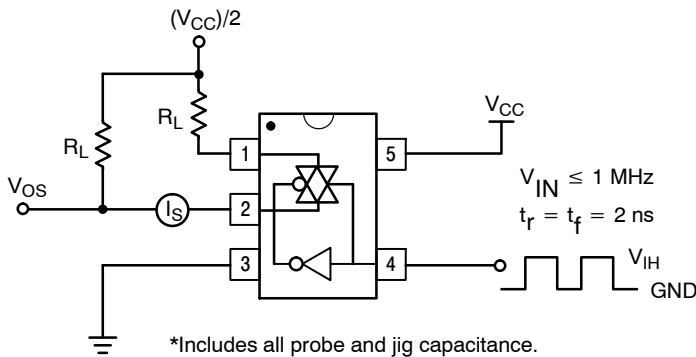 (VCC)/2
RL
RL
VCC
1
5
VOS
IS
2
VIN ≤ 1 MHz
tr = tf = 2 ns
3
4
VIH
GND
*Includes all probe and jig capacitance.